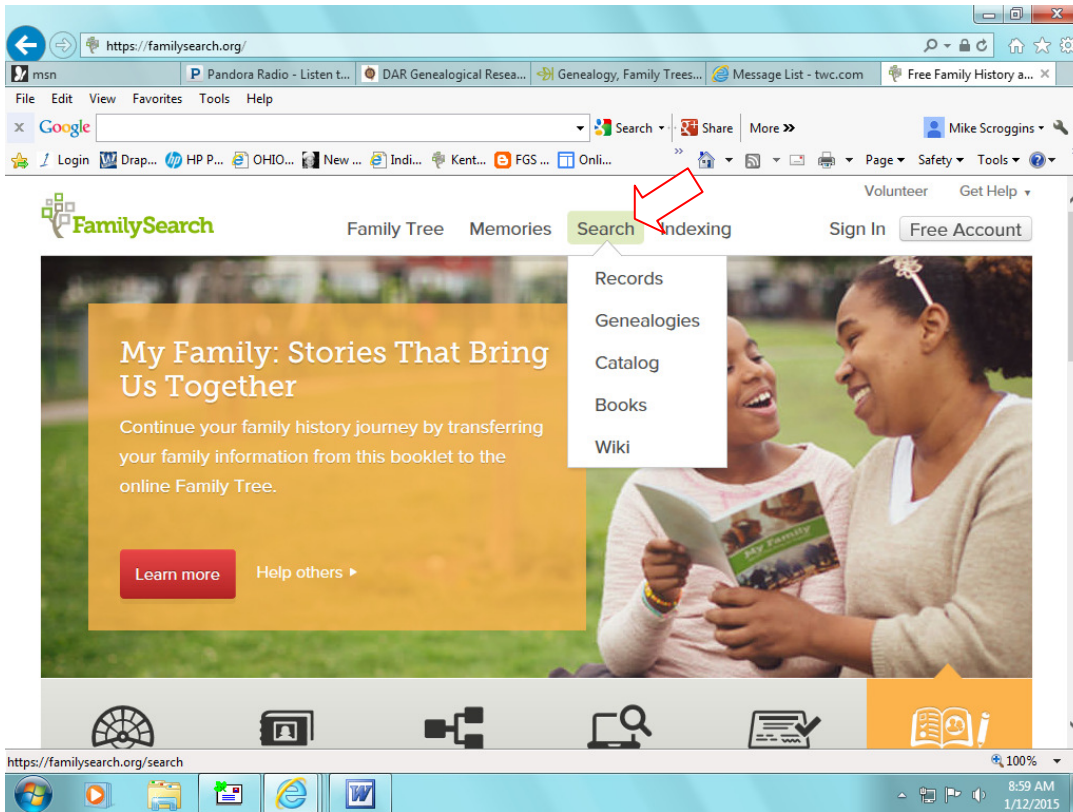 https://familysearch.org/
msn
Pandora Radio - Listen t...
DAR Genealogical Resea...
Genealogy, Family Trees...
Message List - twc.com
Free Family History a...
File Edit View Favorites Tools Help
x Google Search Share More >> Mike Scroggins
Login Drap... HP P... OHIO... New ... Indi... Kent... FGS ... Onli... >> Page Safety Tools
Volunteer Get Help
FamilySearch Family Tree Memories Search Indexing Sign In Free Account
Records
Genealogies
Catalog
Books
Wiki
My Family: Stories That Bring
Us Together
Continue your family history journey by transferring
your family information from this booklet to the
online Family Tree.
Learn more Help others
My Family
https://familysearch.org/search 100%
8:59 AM
1/12/2015